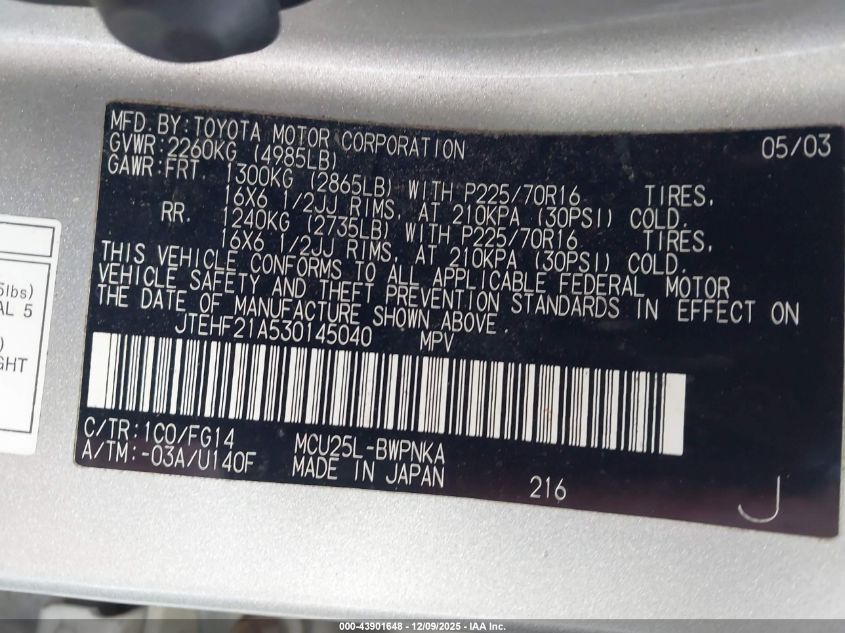 MFD. BY: TOYOTA MOTOR CORPORATION 05/03
GVWR: 2260KG (4985LB)
GAWR: FRT 1300KG (2865LB) WITH P225/70R16 TIRES,
16X6 1/2JJ RIMS, AT 210KPA (30PSI) COLD.
RR. 1240KG (2735LB) WITH P225/70R16 TIRES,
16X6 1/2JJ RIMS, AT 210KPA (30PSI) COLD.
THIS VEHICLE CONFORMS TO ALL APPLICABLE FEDERAL MOTOR
VEHICLE SAFETY AND THEFT PREVENTION STANDARDS IN EFFECT ON
THE DATE OF MANUFACTURE SHOWN ABOVE.
JTEHF21A530145040 MPV
C/TR: 1C0/FG14 MCU25L-BWPNKA
A/TM: -03A/U140F MADE IN JAPAN
216
J
5lbs)
AL 5
)
GHT
000-43901648 - 12/09/2025 - IAA Inc.